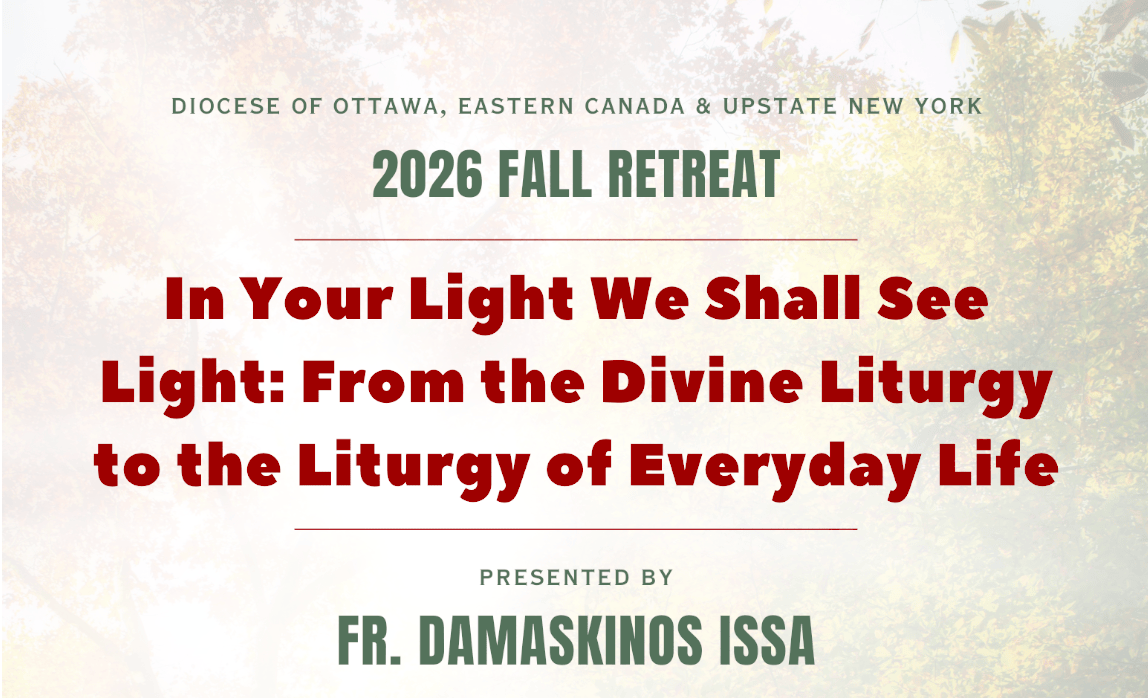 DIOCESE OF OTTAWA, EASTERN CANADA & UPSTATE NEW YORK
2026 FALL RETREAT
In Your Light We Shall See
Light: From the Divine Liturgy
to the Liturgy of Everyday Life
PRESENTED BY
FR. DAMASKINOS ISSA